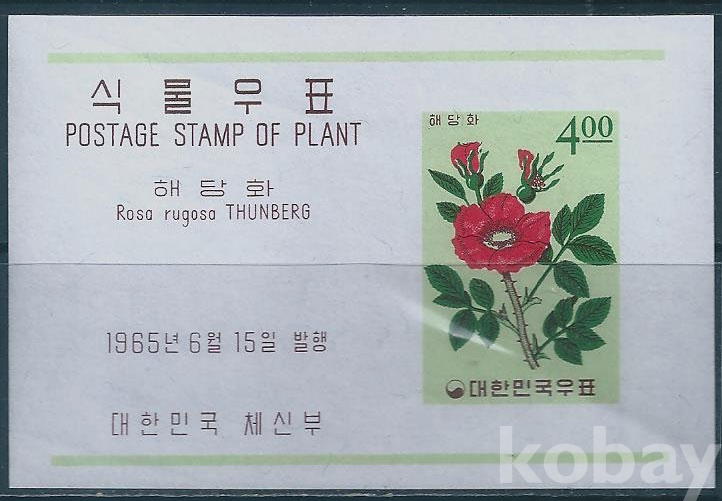 식물우표
POSTAGE STAMP OF PLANT
해당화
Rosa rugosa THUNBERG
1965년 6월 15일 발행
대한민국 체신부
해당화
4.00
대한민국우표
kobay